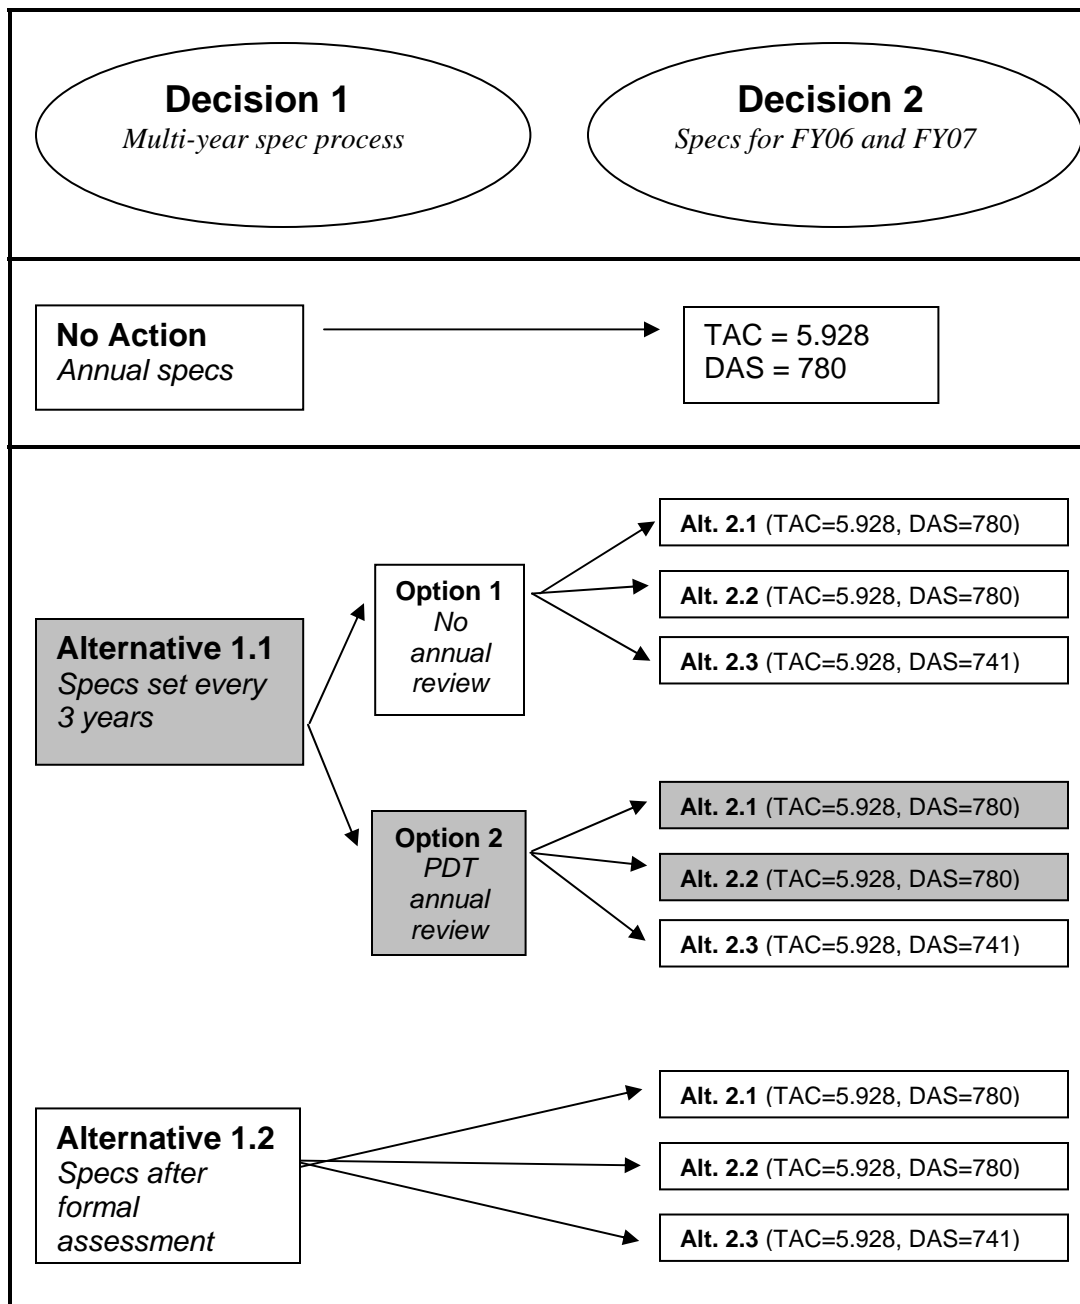 Decision 1
Multi-year spec process
Decision 2
Specs for FY06 and FY07
No Action
Annual specs
TAC = 5.928
DAS = 780
Alternative 1.1
Specs set every
3 years
Option 1
No
annual
review
Alt. 2.1 (TAC=5.928, DAS=780)
Alt. 2.2 (TAC=5.928, DAS=780)
Alt. 2.3 (TAC=5.928, DAS=741)
Option 2
PDT
annual
review
Alt. 2.1 (TAC=5.928, DAS=780)
Alt. 2.2 (TAC=5.928, DAS=780)
Alt. 2.3 (TAC=5.928, DAS=741)
Alternative 1.2
Specs after
formal
assessment
Alt. 2.1 (TAC=5.928, DAS=780)
Alt. 2.2 (TAC=5.928, DAS=780)
Alt. 2.3 (TAC=5.928, DAS=741)